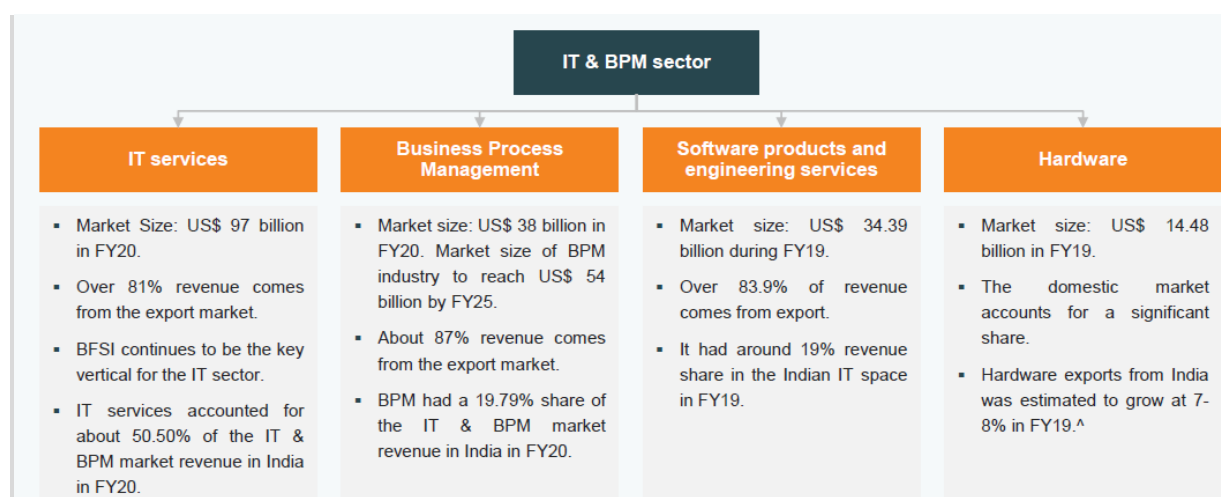 IT & BPM sector
IT services
▪ Market Size: US$ 97 billion
in FY20.
▪ Over 81% revenue comes
from the export market.
▪ BFSI continues to be the key
vertical for the IT sector.
▪ IT services accounted for
about 50.50% of the IT &
BPM market revenue in India
in FY20.
Business Process
Management
▪ Market size: US$ 38 billion in
FY20. Market size of BPM
industry to reach US$ 54
billion by FY25.
▪ About 87% revenue comes
from the export market.
▪ BPM had a 19.79% share of
the IT & BPM market
revenue in India in FY20.
Software products and
engineering services
▪ Market size: US$ 34.39
billion during FY19.
▪ Over 83.9% of revenue
comes from export.
▪ It had around 19% revenue
share in the Indian IT space
in FY19.
Hardware
▪ Market size: US$ 14.48
billion in FY19.
▪ The domestic market
accounts for a significant
share.
▪ Hardware exports from India
was estimated to grow at 7-
8% in FY19.^